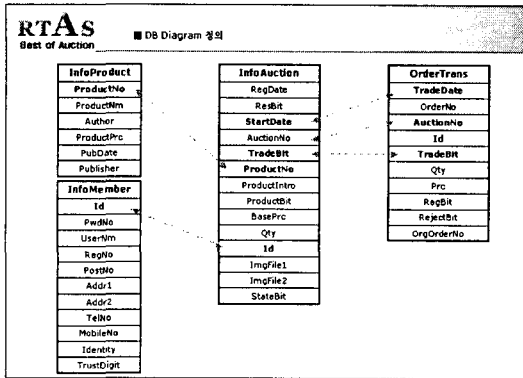 RTAS
Best of Auction
■ DB Diagram 정의
InfoProduct
ProductNo
ProductNm
Author
ProductPrc
PubDate
Publisher
InfoMember
Id
PwdNo
UserNm
RegNo
PostNo
Addr1
Addr2
TelNo
MobileNo
Identity
TrustDigit
InfoAuction
RegDate
ResBit
StartDate
AuctionNo
TradeBit
ProductNo
ProductIntro
ProductBit
BasePrc
Qty
Id
ImgFile1
ImgFile2
StateBit
OrderTrans
TradeDate
OrderNo
AuctionNo
Id
TradeBit
Qty
Prc
RegBit
RejectBit
OrgOrderNo